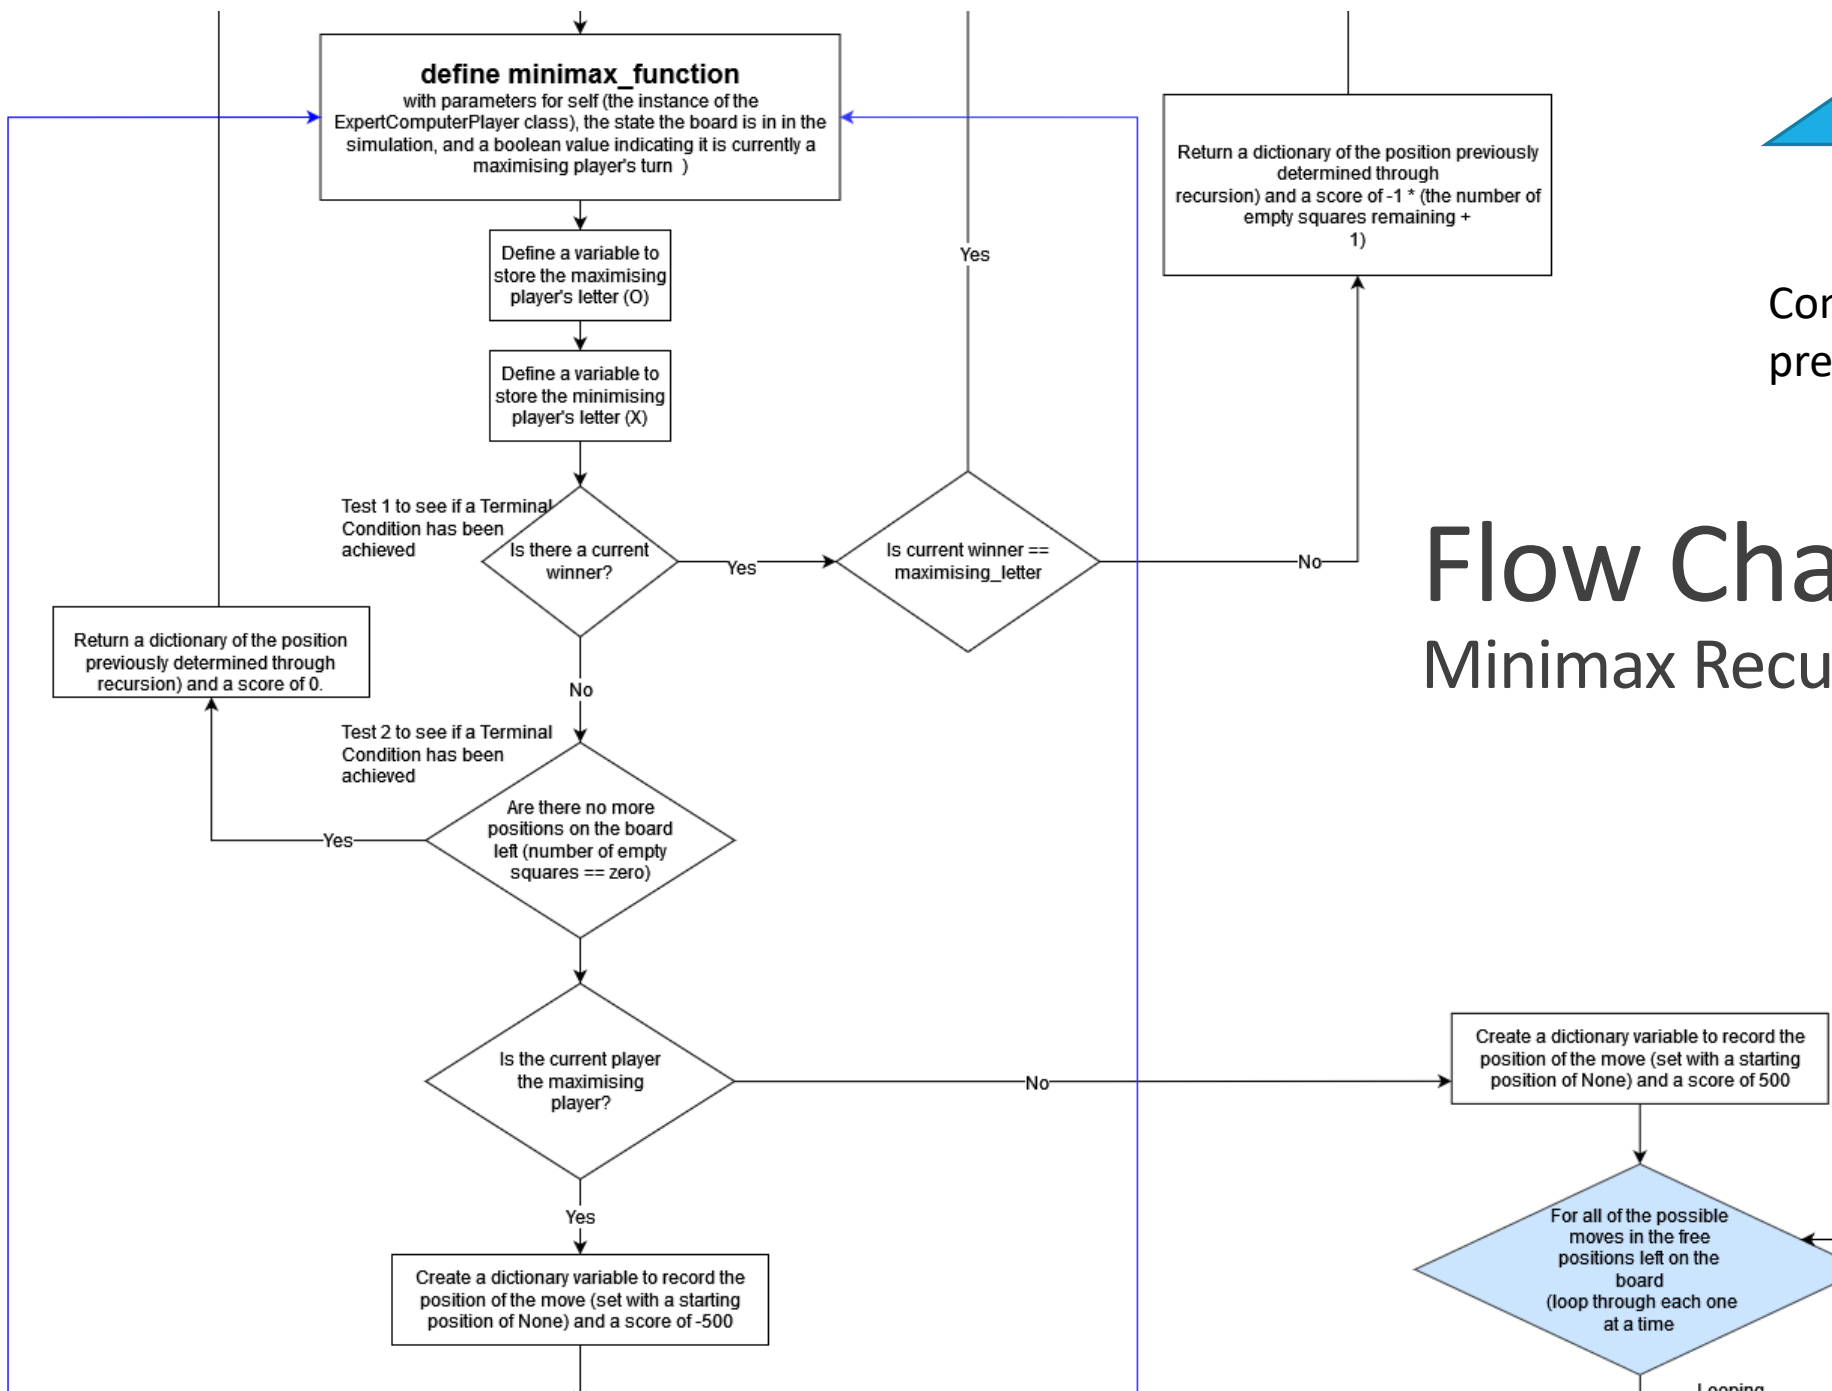 define minimax_function
with parameters for self (the instance of the
ExpertComputerPlayer class), the state the board is in in the
simulation, and a boolean value indicating it is currently a
maximising player's turn  )
Return a dictionary of the position previously
determined through
recursion) and a score of -1 * (the number of
empty squares remaining +
1)
Define a variable to
store the maximising
player's letter (O)
Yes
Define a variable to
store the minimising
player's letter (X)
Test 1 to see if a Terminal
Condition has been
achieved
Is there a current
winner?
Yes
Is current winner ==
maximising_letter
No
Flow Cha
Minimax Recu
Return a dictionary of the position
previously determined through
recursion) and a score of 0.
No
Test 2 to see if a Terminal
Condition has been
achieved
Are there no more
positions on the board
left (number of empty
squares == zero)
Yes
Is the current player
the maximising
player?
No
Create a dictionary variable to record the
position of the move (set with a starting
position of None) and a score of 500
Yes
Create a dictionary variable to record the
position of the move (set with a starting
position of None) and a score of -500
For all of the possible
moves in the free
positions left on the
board
(loop through each one
at a time
Looping